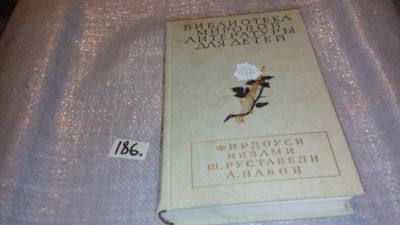 БИБЛИОТЕКА
МИРОВОЙ
ЛИТЕРАТУРЫ
ДЛЯ ДЕТЕЙ
186.
ФИРДОУСИ
НИЗАМИ
Ш. РУСТАВЕЛИ
А. НАВОИ